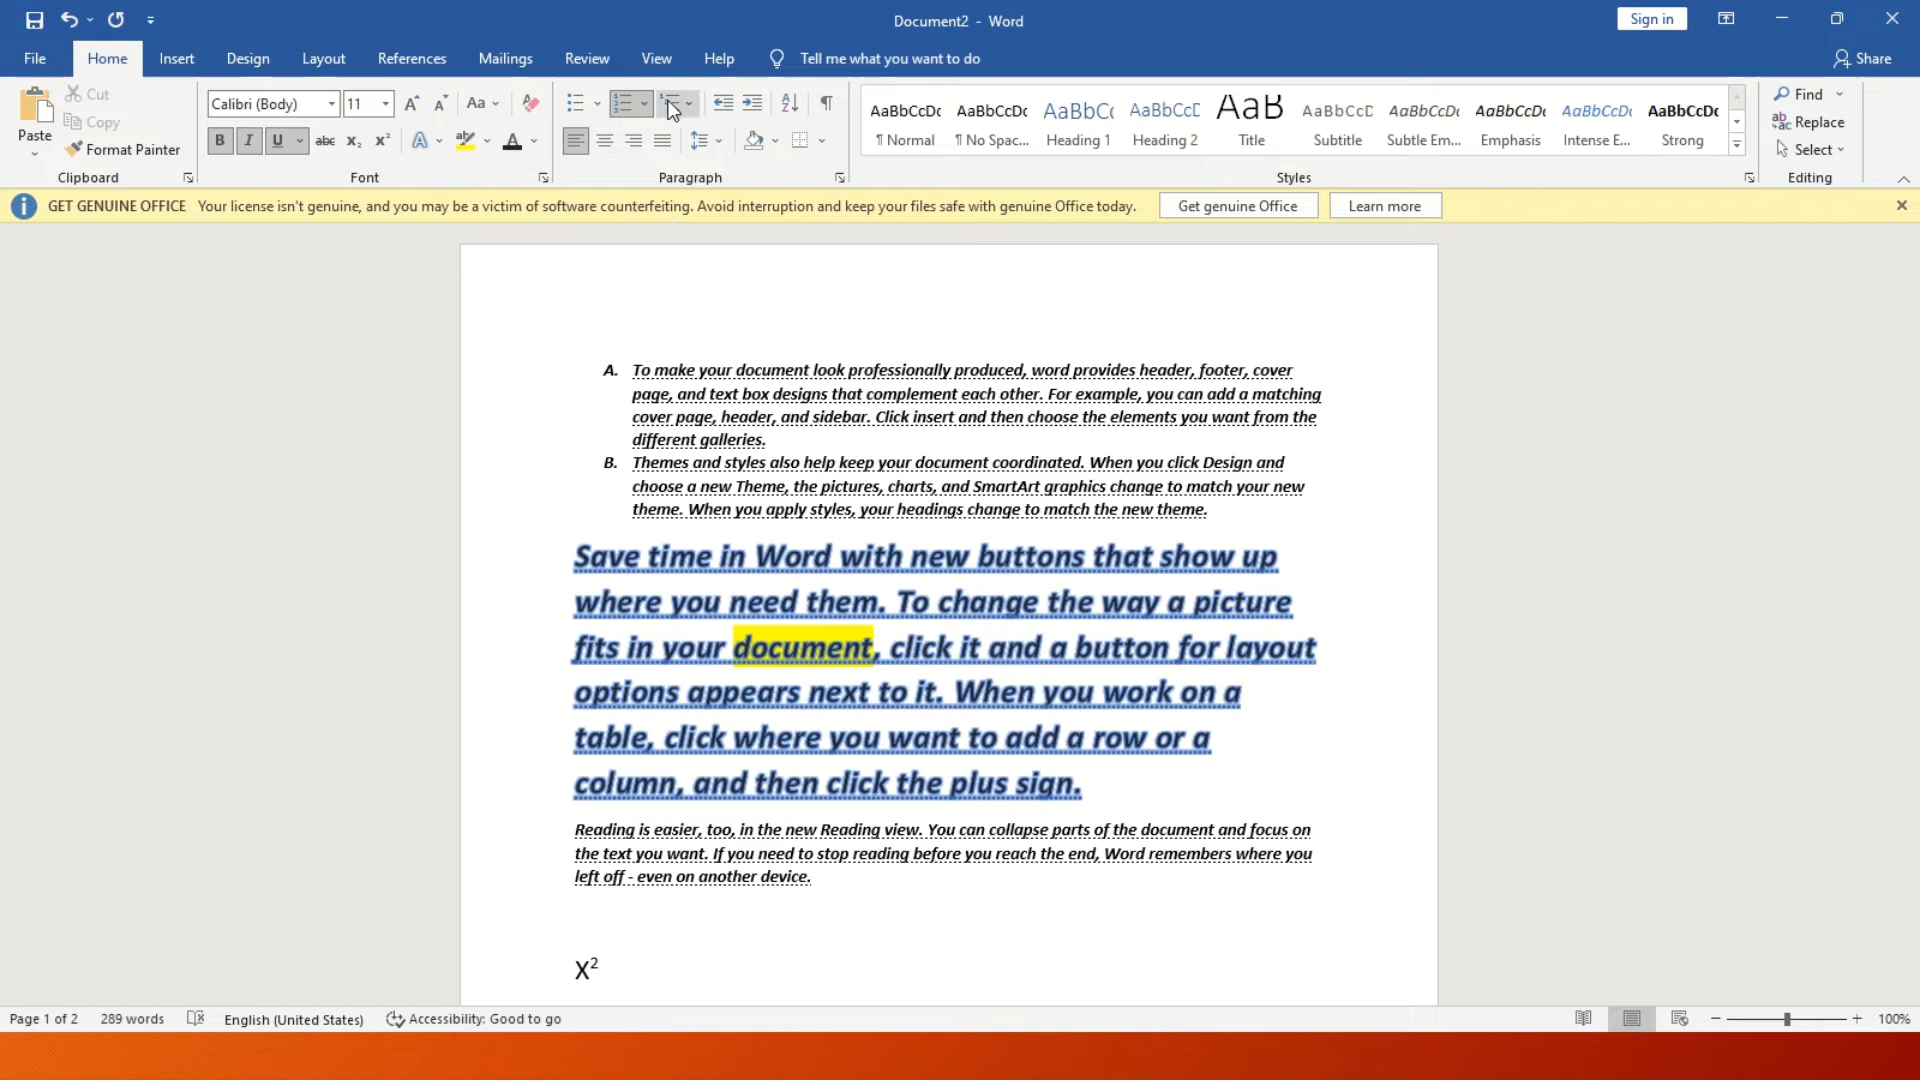 Document2 - Word
Sign in
File
Home
Insert
Design
Layout
References
Mailings
Review
View
Help
Tell me what you want to do
Share
Paste
Cut
Copy
Format Painter
Clipboard
Calibri (Body)
11
Font
Paragraph
AaBbCcDc
¶ Normal
AaBbCcDc
¶ No Spac...
AaBbCc
Heading 1
AaBbCcD
Heading 2
AaB
Title
AaBbCcD
Subtitle
AaBbCcDc
Subtle Em...
AaBbCcDc
Emphasis
AaBbCcDc
Intense E...
AaBbCcDc
Strong
Styles
Find
Replace
Select
Editing
GET GENUINE OFFICE Your license isn't genuine, and you may be a victim of software counterfeiting. Avoid interruption and keep your files safe with genuine Office today.
Get genuine Office
Learn more
A. To make your document look professionally produced, word provides header, footer, cover
page, and text box designs that complement each other. For example, you can add a matching
cover page, header, and sidebar. Click insert and then choose the elements you want from the
different galleries.
B. Themes and styles also help keep your document coordinated. When you click Design and
choose a new Theme, the pictures, charts, and SmartArt graphics change to match your new
theme. When you apply styles, your headings change to match the new theme.
Save time in Word with new buttons that show up
where you need them. To change the way a picture
fits in your document, click it and a button for layout
options appears next to it. When you work on a
table, click where you want to add a row or a
column, and then click the plus sign.
Reading is easier, too, in the new Reading view. You can collapse parts of the document and focus on
the text you want. If you need to stop reading before you reach the end, Word remembers where you
left off - even on another device.
X²
Page 1 of 2
289 words
English (United States)
Accessibility: Good to go
100%